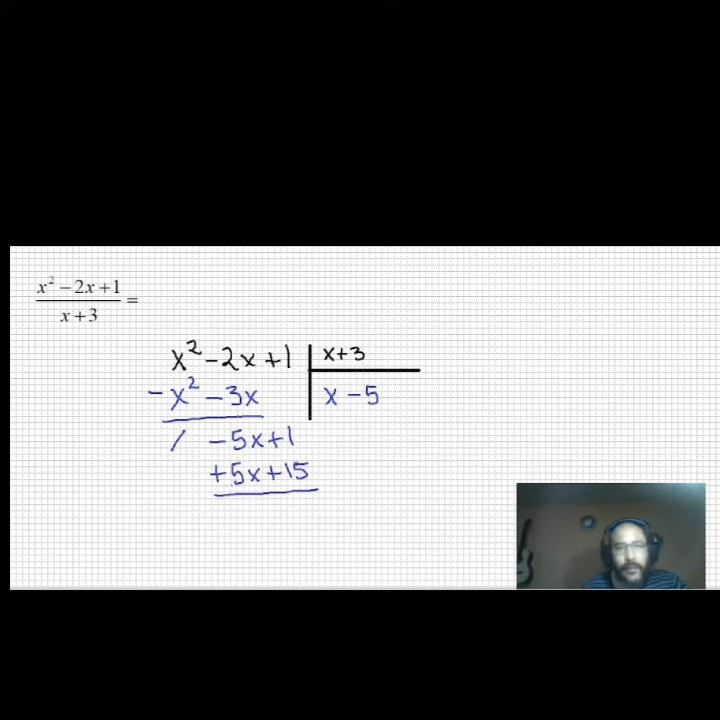 x² − 2x + 1
x + 3
=
x² - 2x + 1 | x+3
- x² - 3x | x - 5
/ - 5x + 1
+ 5x + 15